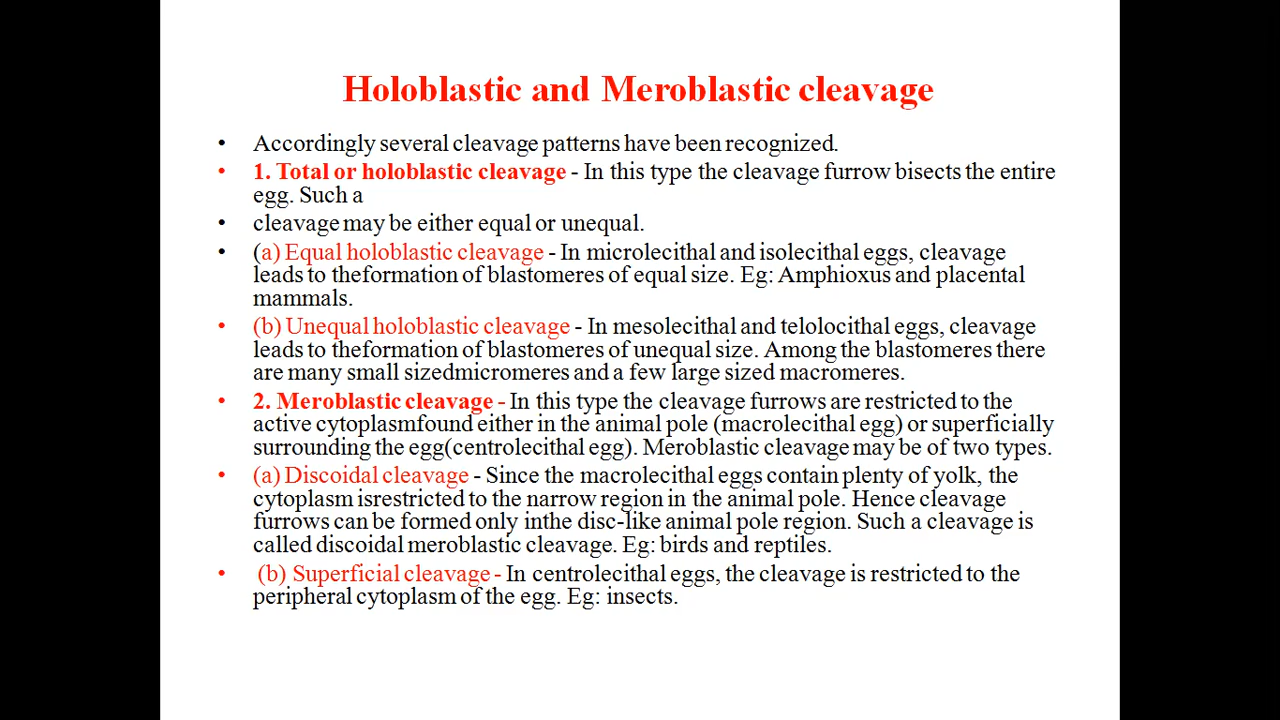 Holoblastic and Meroblastic cleavage
• Accordingly several cleavage patterns have been recognized.
• 1. Total or holoblastic cleavage - In this type the cleavage furrow bisects the entire
egg. Such a
• cleavage may be either equal or unequal.
• (a) Equal holoblastic cleavage - In microlecithal and isolecithal eggs, cleavage
leads to theformation of blastomeres of equal size. Eg: Amphioxus and placental
mammals.
• (b) Unequal holoblastic cleavage - In mesolecithal and telolocithal eggs, cleavage
leads to theformation of blastomeres of unequal size. Among the blastomeres there
are many small sizedmicromeres and a few large sized macromeres.
• 2. Meroblastic cleavage - In this type the cleavage furrows are restricted to the
active cytoplasmfound either in the animal pole (macrolecithal egg) or superficially
surrounding the egg(centrolecithal egg). Meroblastic cleavage may be of two types.
• (a) Discoidal cleavage - Since the macrolecithal eggs contain plenty of yolk, the
cytoplasm isrestricted to the narrow region in the animal pole. Hence cleavage
furrows can be formed only inthe disc-like animal pole region. Such a cleavage is
called discoidal meroblastic cleavage. Eg: birds and reptiles.
• (b) Superficial cleavage - In centrolecithal eggs, the cleavage is restricted to the
peripheral cytoplasm of the egg. Eg: insects.